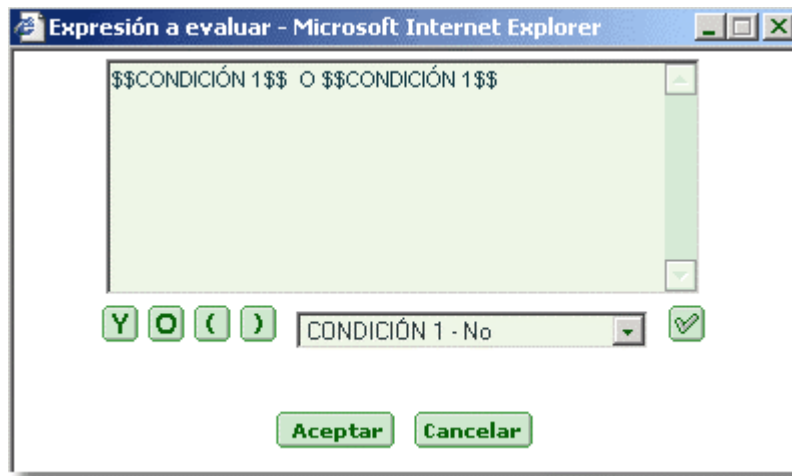 Expresión a evaluar - Microsoft Internet Explorer
$$CONDICIÓN 1$$ O $$CONDICIÓN 1$$
Y O ( ) CONDICIÓN 1 - No
Aceptar Cancelar